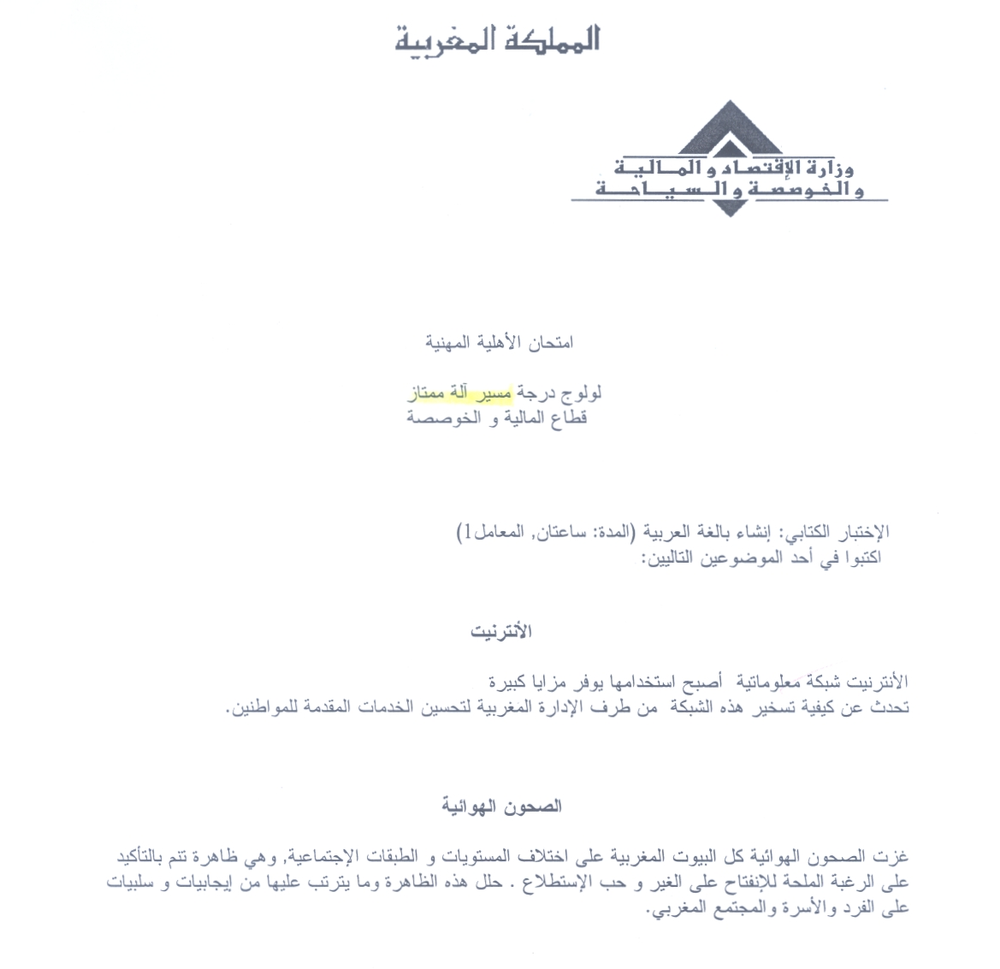 المملكة المغربية
وزارة الإقتصاد و المالية
و الخوصصة و السياحة
امتحان الأهلية المهنية
لولوج درجة مسير آلة ممتاز
قطاع المالية و الخوصصة
الإختبار الكتابي: إنشاء بالغة العربية (المدة: ساعتان, المعامل1)
اكتبوا في أحد الموضوعين التاليين:
الأنترنيت
الأنترنيت شبكة معلوماتية أصبح استخدامها يوفر مزايا كبيرة
تحدث عن كيفية تسخير هذه الشبكة من طرف الإدارة المغربية لتحسين الخدمات المقدمة للمواطنين.
الصحون الهوائية
غزت الصحون الهوائية كل البيوت المغربية على اختلاف المستويات و الطبقات الإجتماعية, وهي ظاهرة تنم بالتأكيد
على الرغبة الملحة للإنفتاح على الغير و حب الإستطلاع . حلل هذه الظاهرة وما يترتب عليها من إيجابيات و سلبيات
على الفرد والأسرة والمجتمع المغربي.